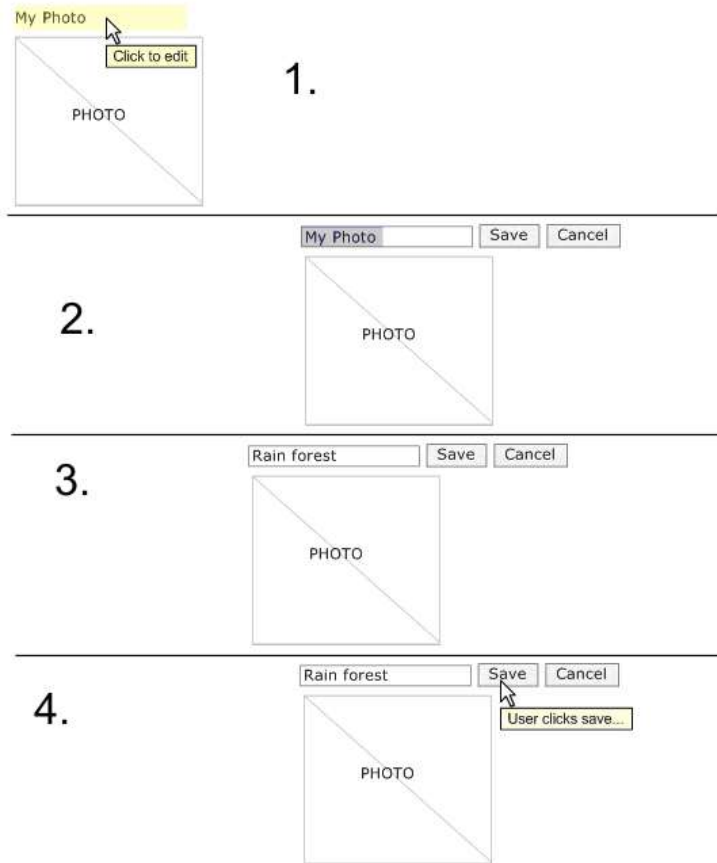 My Photo
Click to edit
1.
PHOTO
My Photo Save Cancel
2.
PHOTO
Rain forest Save Cancel
3.
PHOTO
Rain forest Save Cancel
4.
User clicks save...
PHOTO